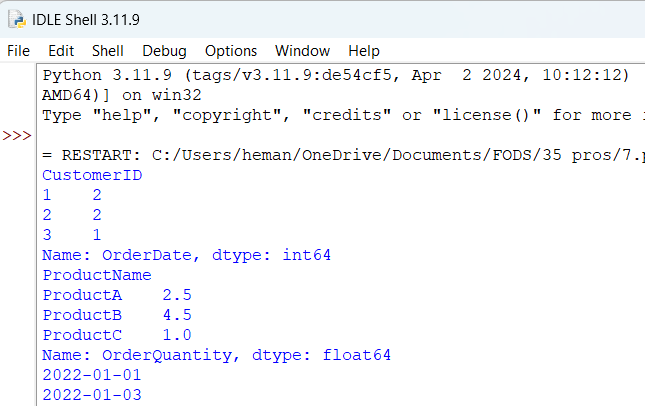 IDLE Shell 3.11.9
File Edit Shell Debug Options Window Help
Python 3.11.9 (tags/v3.11.9:de54cf5, Apr  2 2024, 10:12:12)
AMD64)] on win32
Type "help", "copyright", "credits" or "license()" for more
>>>
= RESTART: C:/Users/heman/OneDrive/Documents/FODS/35 pros/7.p
CustomerID
1    2
2    2
3    1
Name: OrderDate, dtype: int64
ProductName
ProductA    2.5
ProductB    4.5
ProductC    1.0
Name: OrderQuantity, dtype: float64
2022-01-01
2022-01-03